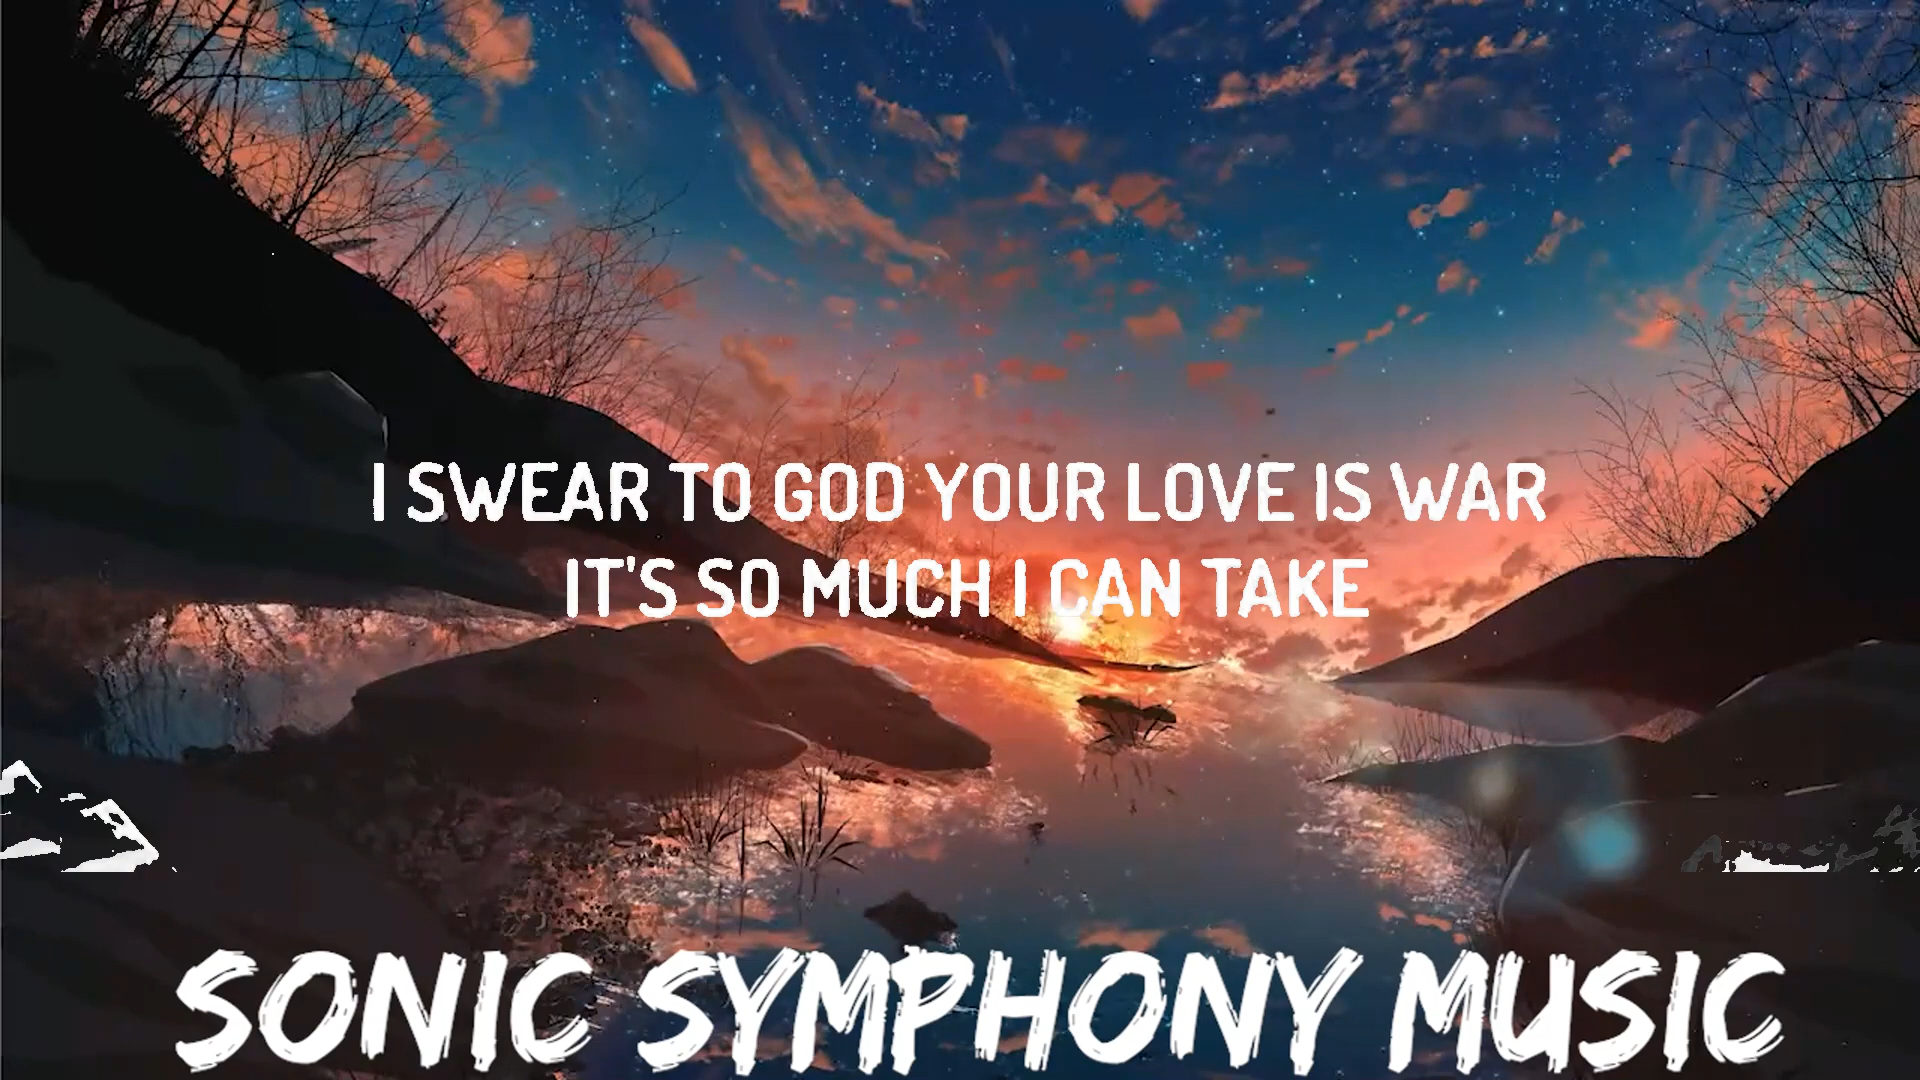 I SWEAR TO GOD YOUR LOVE IS WAR
IT'S SO MUCH I CAN TAKE
SONIC SYMPHONY MUSIC